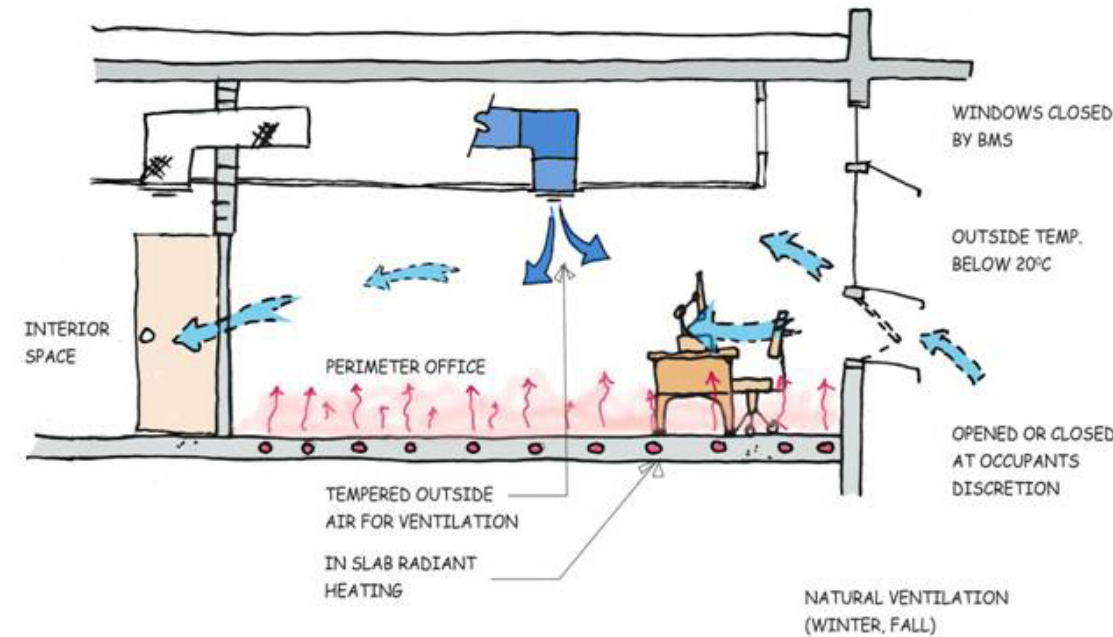 WINDOWS CLOSED
BY BMS
OUTSIDE TEMP.
BELOW 20°C
INTERIOR
SPACE
PERIMETER OFFICE
OPENED OR CLOSED
AT OCCUPANTS
DISCRETION
TEMPERED OUTSIDE
AIR FOR VENTILATION
IN SLAB RADIANT
HEATING
NATURAL VENTILATION
(WINTER, FALL)